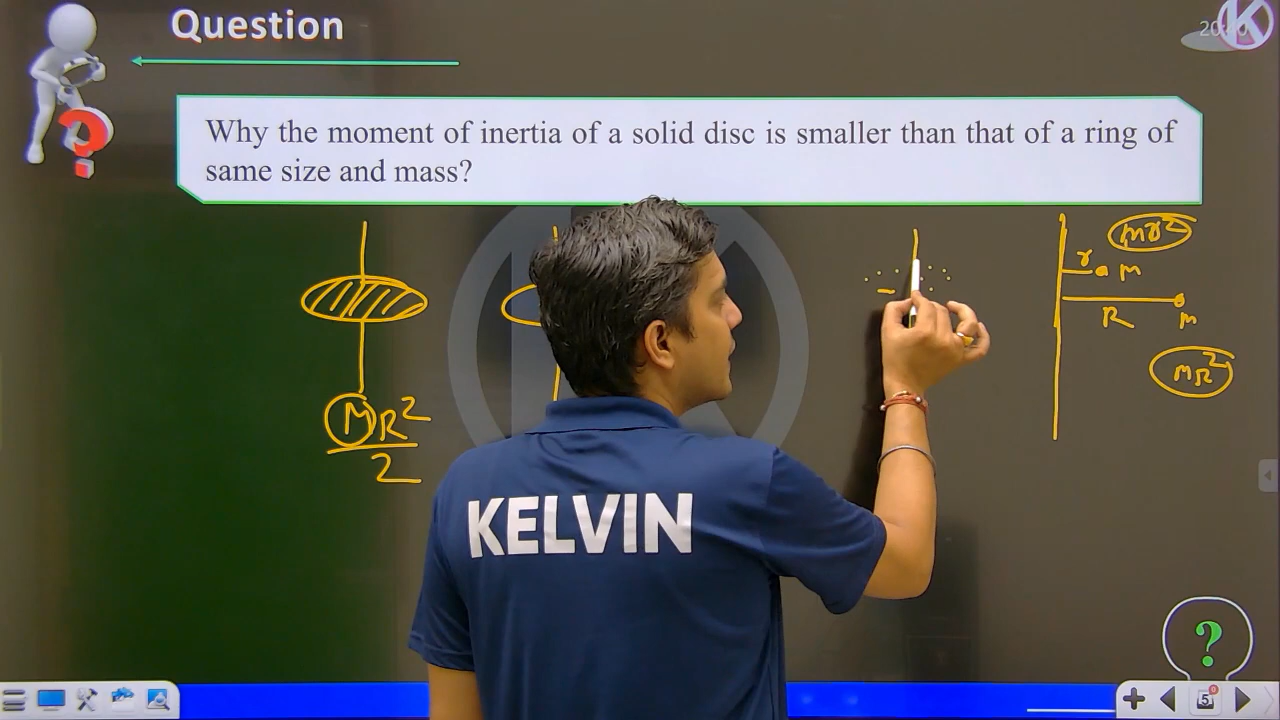 Question
Why the moment of inertia of a solid disc is smaller than that of a ring of
same size and mass?
mr²
r m
R
m
mR²
MR²
2
KELVIN
K
?
5